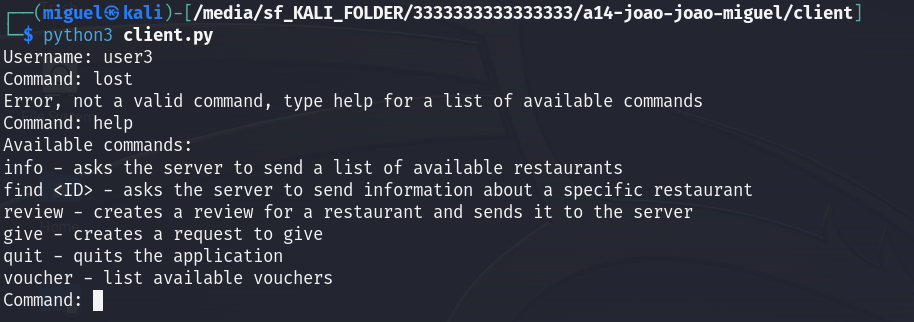 ┌──(miguel㉿kali)-[/media/sf_KALI_FOLDER/3333333333333333/a14-joao-joao-miguel/client]
└─$ python3 client.py
Username: user3
Command: lost
Error, not a valid command, type help for a list of available commands
Command: help
Available commands:
info - asks the server to send a list of available restaurants
find <ID> - asks the server to send information about a specific restaurant
review - creates a review for a restaurant and sends it to the server
give - creates a request to give
quit - quits the application
voucher - list available vouchers
Command: